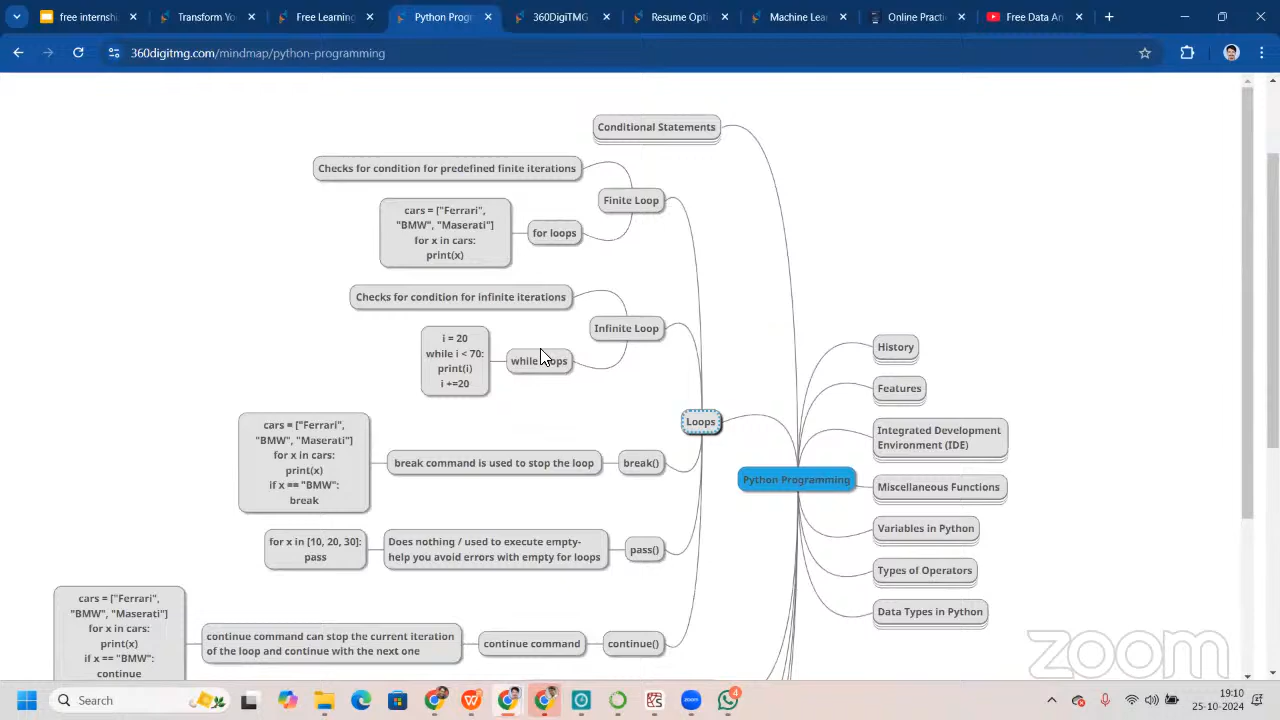 free internshi
Transform Yo
Free Learning
Python Progr
360DigiTMG
Resume Opti
Machine Lear
Online Practi
Free Data An
360digitmg.com/mindmap/python-programming
Conditional Statements
Checks for condition for predefined finite iterations
Finite Loop
cars = ["Ferrari",
"BMW", "Maserati"]
for x in cars:
print(x)
for loops
Checks for condition for infinite iterations
Infinite Loop
i = 20
while i < 70:
print(i)
i +=20
while loops
Loops
cars = ["Ferrari",
"BMW", "Maserati"]
for x in cars:
print(x)
if x == "BMW":
break
break command is used to stop the loop
break()
for x in [10, 20, 30]:
pass
Does nothing / used to execute empty-
help you avoid errors with empty for loops
pass()
cars = ["Ferrari",
"BMW", "Maserati"]
for x in cars:
print(x)
if x == "BMW":
continue
continue command can stop the current iteration
of the loop and continue with the next one
continue command
continue()
Python Programming
History
Features
Integrated Development
Environment (IDE)
Miscellaneous Functions
Variables in Python
Types of Operators
Data Types in Python
zoom
Search
zoom
4
19:10
25-10-2024